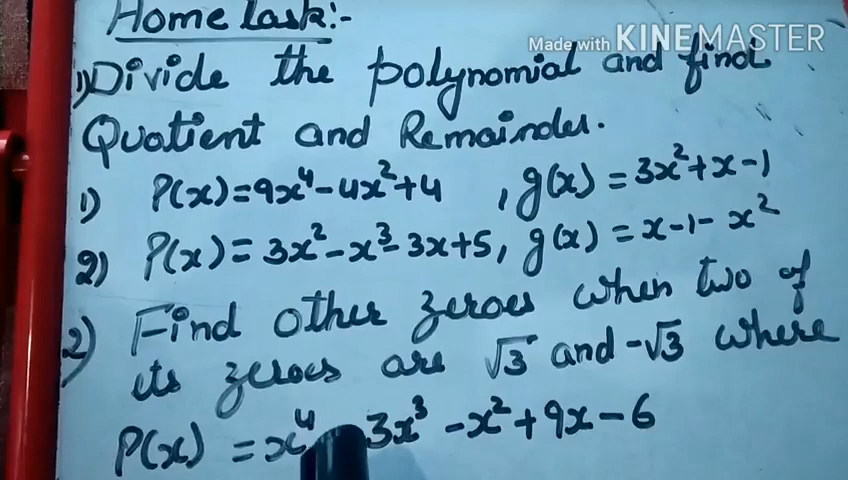 Home Task:-
Made with KINEMASTER
1) Divide the polynomial and find
Quotient and Remainder.
1) P(x)=9x⁴-4x²+4 , g(x) = 3x²+x-1
2) P(x) = 3x²-x³-3x+5, g(x) = x-1-x²
2) Find other zeroes when two of
its zeroes are √3 and -√3 where
P(x) = x⁴ 3x³ -x²+9x-6